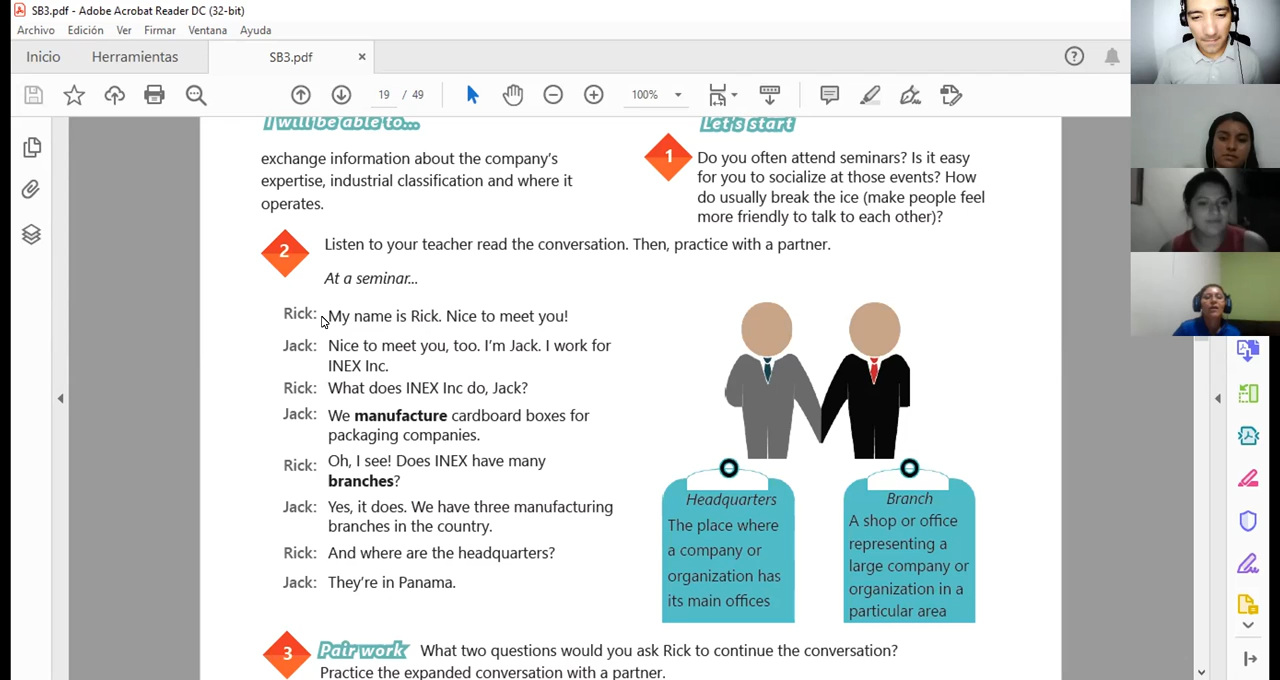 SB3.pdf - Adobe Acrobat Reader DC (32-bit)
Archivo Edición Ver Firmar Ventana Ayuda
Inicio Herramientas SB3.pdf
19 / 49 100%
I will be able to...
exchange information about the company's
expertise, industrial classification and where it
operates.
Let's start
1 Do you often attend seminars? Is it easy
for you to socialize at those events? How
do usually break the ice (make people feel
more friendly to talk to each other)?
2 Listen to your teacher read the conversation. Then, practice with a partner.
At a seminar...
Rick: My name is Rick. Nice to meet you!
Jack: Nice to meet you, too. I'm Jack. I work for
INEX Inc.
Rick: What does INEX Inc do, Jack?
Jack: We manufacture cardboard boxes for
packaging companies.
Rick: Oh, I see! Does INEX have many
branches?
Jack: Yes, it does. We have three manufacturing
branches in the country.
Rick: And where are the headquarters?
Jack: They're in Panama.
Headquarters
The place where
a company or
organization has
its main offices
Branch
A shop or office
representing a
large company or
organization in a
particular area
3 Pair work What two questions would you ask Rick to continue the conversation?
Practice the expanded conversation with a partner.